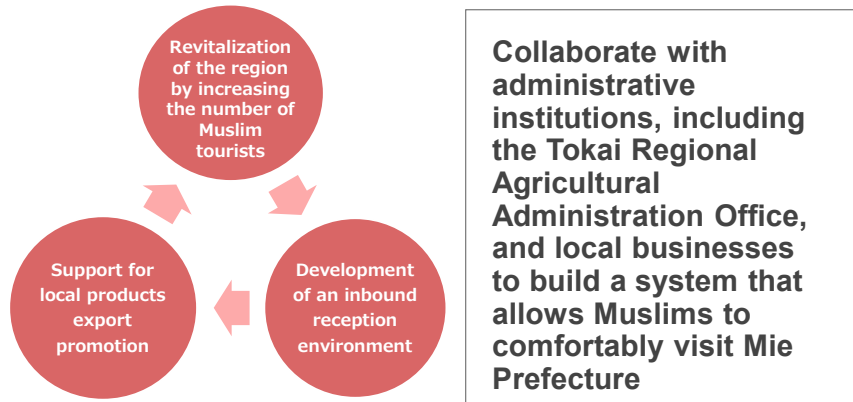 Revitalization
of the region
by increasing
the number of
Muslim
tourists
Support for
local products
export
promotion
Development
of an inbound
reception
environment
Collaborate with
administrative
institutions, including
the Tokai Regional
Agricultural
Administration Office,
and local businesses
to build a system that
allows Muslims to
comfortably visit Mie
Prefecture